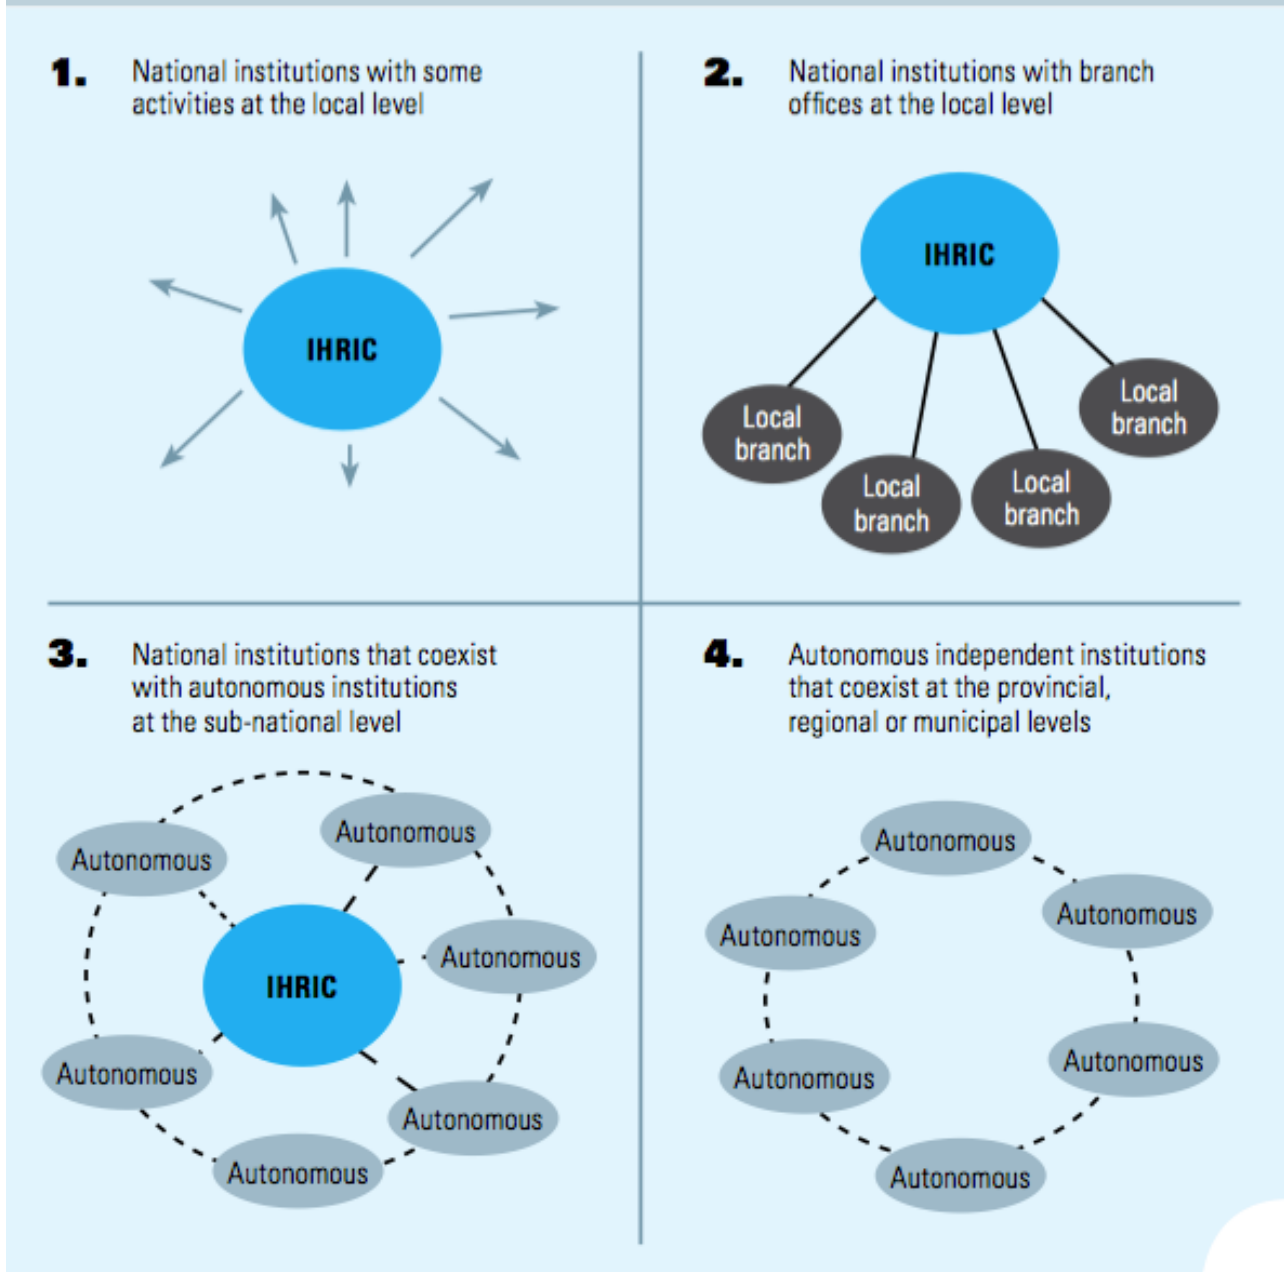 1. National institutions with some
activities at the local level
IHRIC
2. National institutions with branch
offices at the local level
IHRIC
Local
branch
Local
branch
Local
branch
Local
branch
3. National institutions that coexist
with autonomous institutions
at the sub-national level
Autonomous
Autonomous
Autonomous
IHRIC
Autonomous
Autonomous
Autonomous
4. Autonomous independent institutions
that coexist at the provincial,
regional or municipal levels
Autonomous
Autonomous
Autonomous
Autonomous
Autonomous
Autonomous